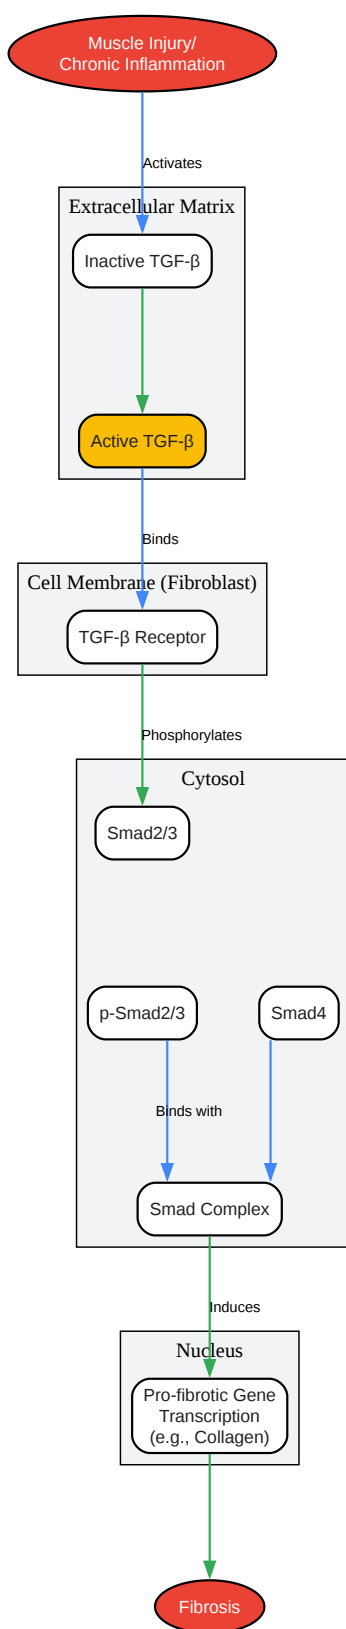 Muscle Injury/
Chronic Inflammation
Activates
Extracellular Matrix
Inactive TGF-β
Active TGF-β
Binds
Cell Membrane (Fibroblast)
TGF-β Receptor
Phosphorylates
Cytosol
Smad2/3
p-Smad2/3
Smad4
Binds with
Smad Complex
Induces
Nucleus
Pro-fibrotic Gene
Transcription
(e.g., Collagen)
Fibrosis